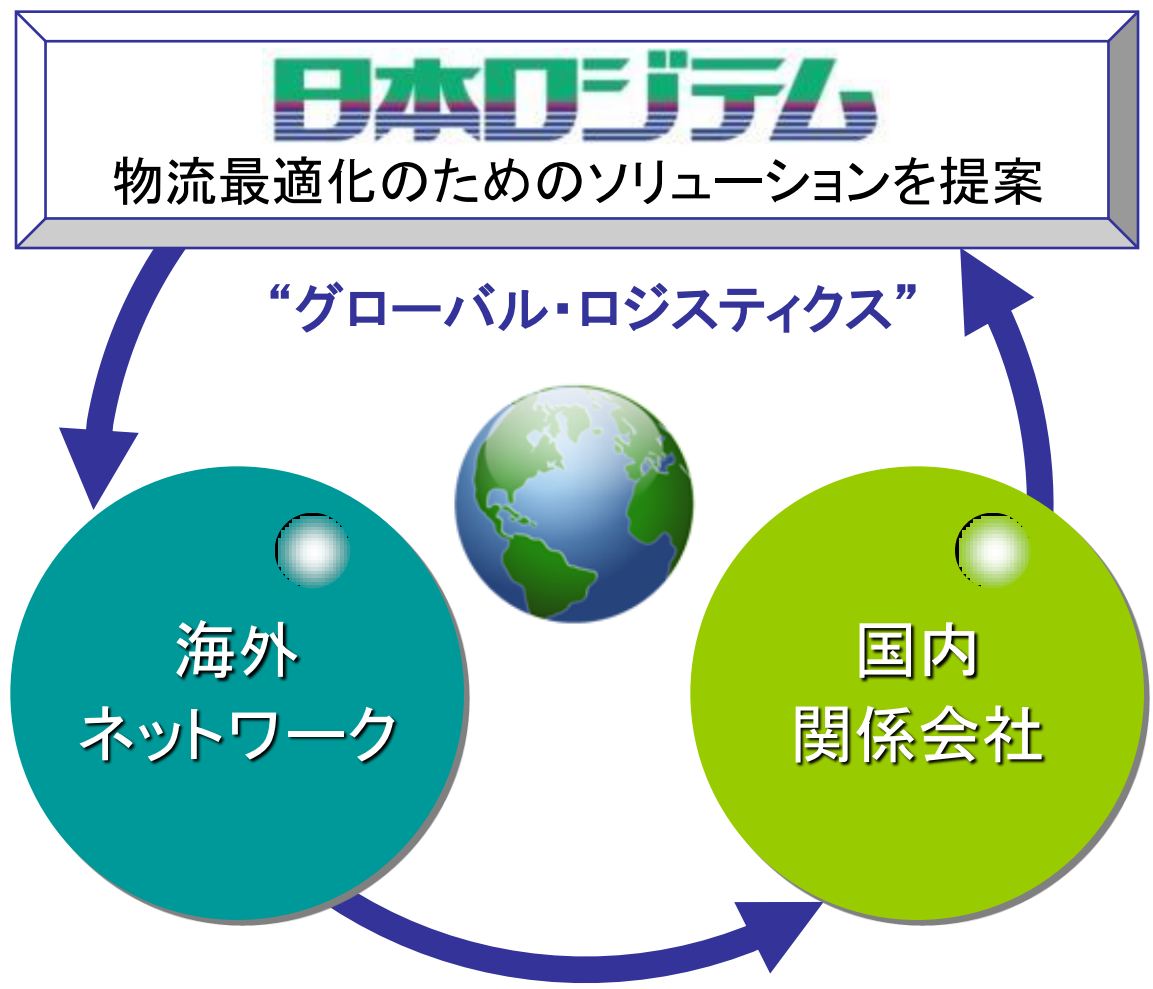 日本ロジテム
物流最適化のためのソリューションを提案
“グローバル・ロジスティクス”
海外
ネットワーク
国内
関係会社